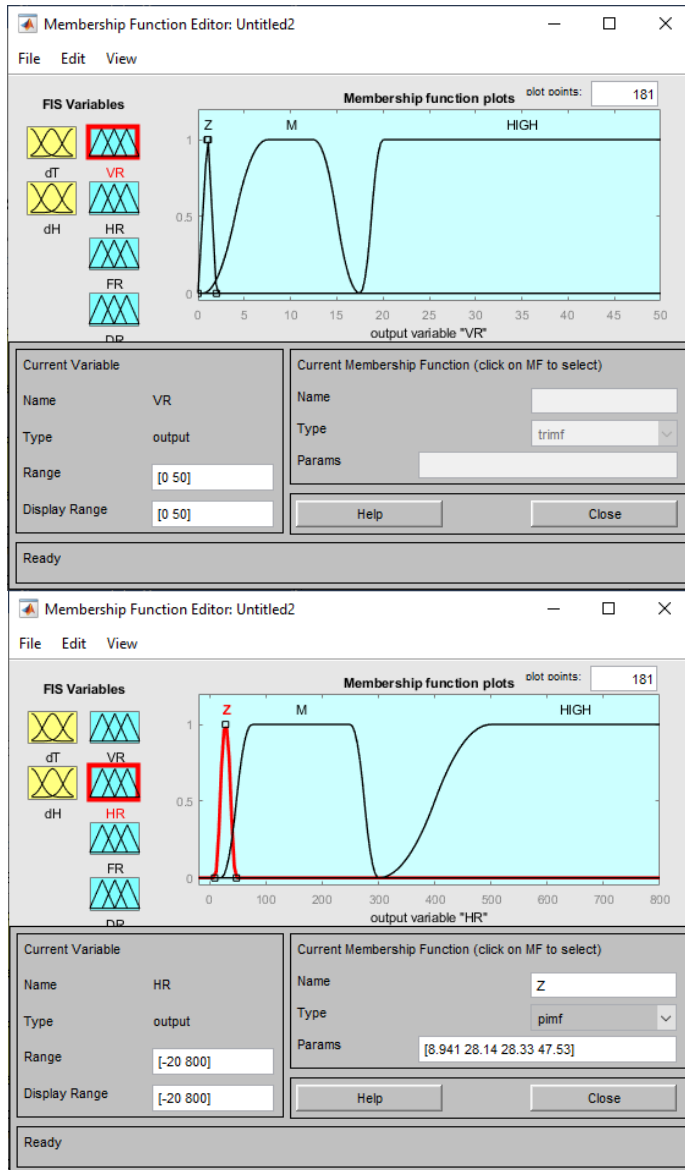 Membership Function Editor: Untitled2
File Edit View
FIS Variables
Membership function plots plot points: 181
dT VR
dH HR
FR
DR
Z M HIGH
1
0.5
0
0 5 10 15 20 25 30 35 40 45 50
output variable "VR"
Current Variable
Name VR
Type output
Range [0 50]
Display Range [0 50]
Current Membership Function (click on MF to select)
Name
Type trimf
Params
Help Close
Ready
Membership Function Editor: Untitled2
File Edit View
FIS Variables
Membership function plots plot points: 181
dT VR
dH HR
FR
DR
Z M HIGH
1
0.5
0
0 100 200 300 400 500 600 700 800
output variable "HR"
Current Variable
Name HR
Type output
Range [-20 800]
Display Range [-20 800]
Current Membership Function (click on MF to select)
Name Z
Type pimf
Params [8.941 28.14 28.33 47.53]
Help Close
Ready